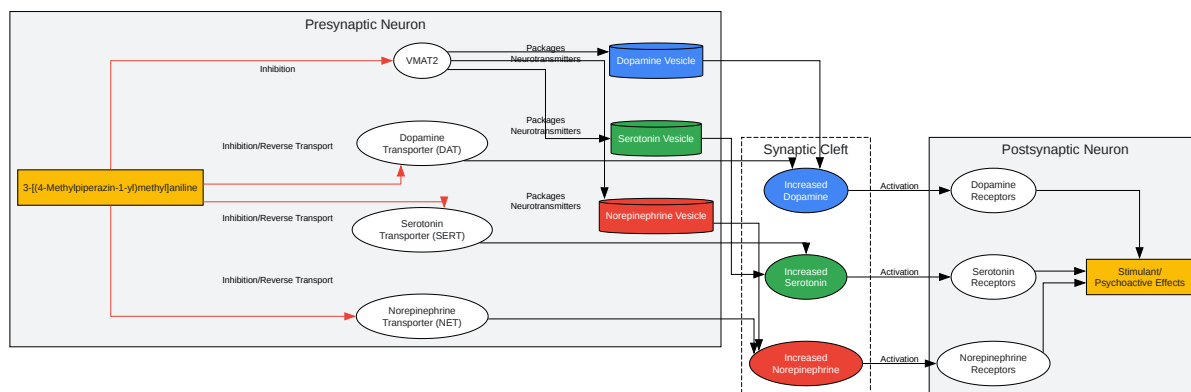 Presynaptic Neuron
VMAT2
Packages
Neurotransmitters
Dopamine Vesicle
Inhibition
Packages
Neurotransmitters
Serotonin Vesicle
Dopamine
Transporter (DAT)
Inhibition/Reverse Transport
Synaptic Cleft
Postsynaptic Neuron
3-[(4-Methylpiperazin-1-yl)methyl]aniline
Increased
Dopamine
Activation
Dopamine
Receptors
Packages
Neurotransmitters
Norepinephrine Vesicle
Inhibition/Reverse Transport
Serotonin
Transporter (SERT)
Increased
Serotonin
Activation
Serotonin
Receptors
Stimulant/
Psychoactive Effects
Inhibition/Reverse Transport
Norepinephrine
Transporter (NET)
Increased
Norepinephrine
Activation
Norepinephrine
Receptors